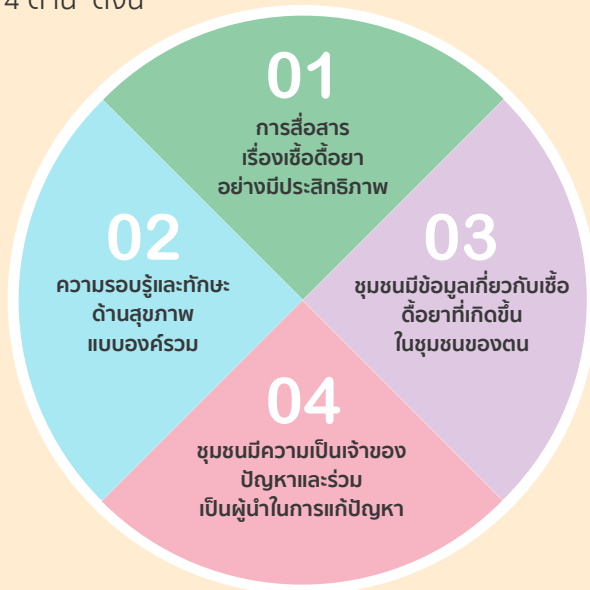 4 ด้าน ดังนี้
01
การสื่อสาร
เรื่องเชื้อดื้อยา
อย่างมีประสิทธิภาพ
02
ความรอบรู้และทักษะ
ด้านสุขภาพ
แบบองค์รวม
03
ชุมชนมีข้อมูลเกี่ยวกับเชื้อ
ดื้อยาที่เกิดขึ้น
ในชุมชนของตน
04
ชุมชนมีความเป็นเจ้าของ
ปัญหาและร่วม
เป็นผู้นำในการแก้ปัญหา